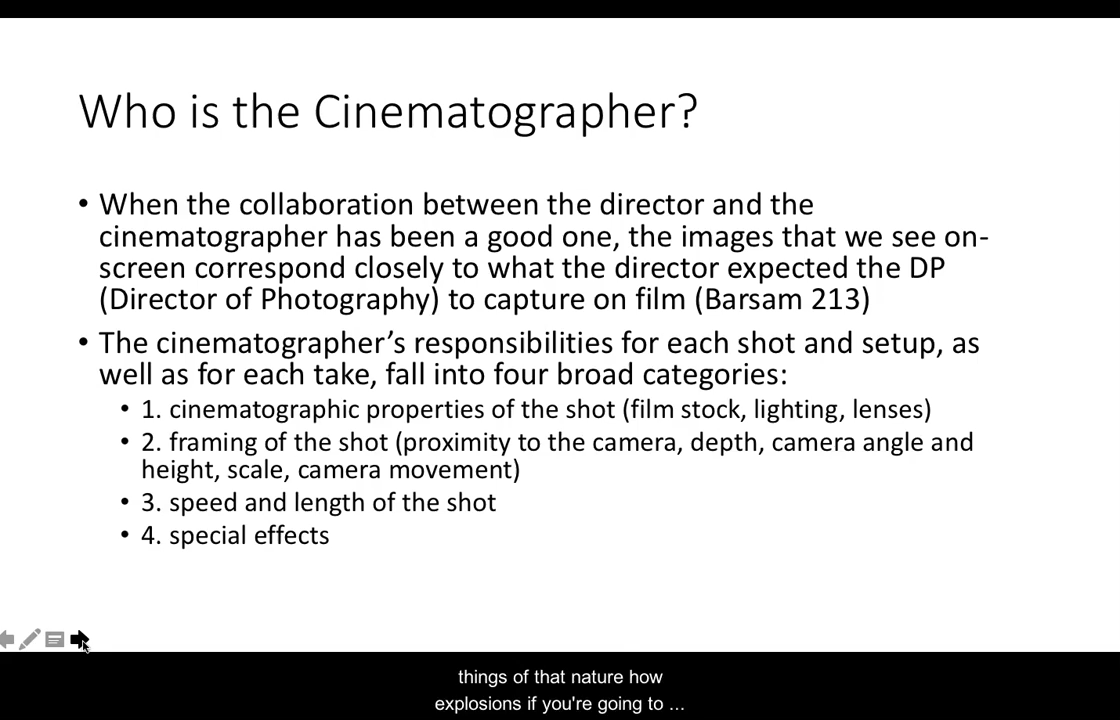 Who is the Cinematographer?
• When the collaboration between the director and the
cinematographer has been a good one, the images that we see on-
screen correspond closely to what the director expected the DP
(Director of Photography) to capture on film (Barsam 213)
• The cinematographer’s responsibilities for each shot and setup, as
well as for each take, fall into four broad categories:
• 1. cinematographic properties of the shot (film stock, lighting, lenses)
• 2. framing of the shot (proximity to the camera, depth, camera angle and
height, scale, camera movement)
• 3. speed and length of the shot
• 4. special effects
things of that nature how
explosions if you're going to ...